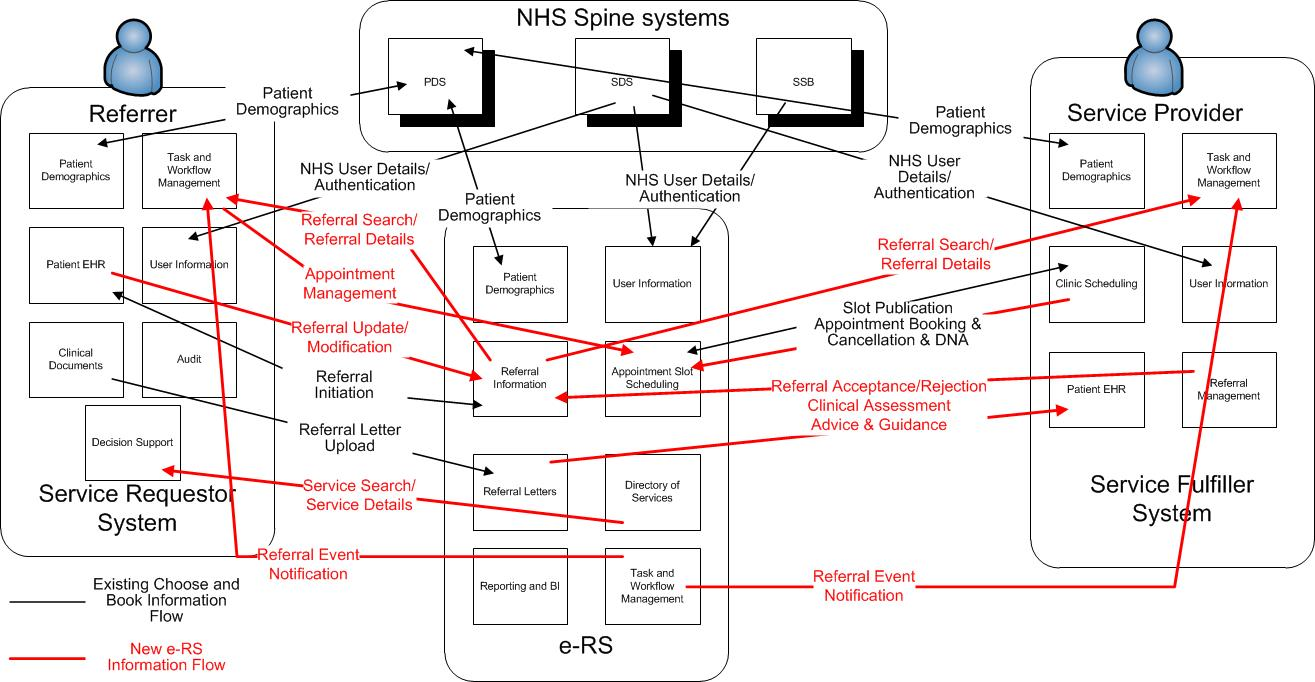 NHS Spine systems
PDS
SDS
SSB
Referrer
Patient
Demographics
Task and
Workflow
Management
Patient EHR
User Information
Clinical
Documents
Audit
Decision Support
Service Requestor
System
Patient
Demographics
NHS User Details/
Authentication
Referral Search/
Referral Details
Appointment
Management
Referral Update/
Modification
Referral
Initiation
Referral Letter
Upload
Service Search/
Service Details
Referral Event
Notification
Patient
Demographics
NHS User Details/
Authentication
Patient
Demographics
User Information
Referral
Information
Appointment Slot
Scheduling
Referral Letters
Directory of
Services
Reporting and BI
Task and
Workflow
Management
e-RS
Patient
Demographics
NHS User
Details/
Authentication
Referral Search/
Referral Details
Slot Publication
Appointment Booking &
Cancellation & DNA
Referral Acceptance/Rejection
Clinical Assessment
Advice & Guidance
Referral Event
Notification
Service Provider
Patient
Demographics
Task and
Workflow
Management
Clinic Scheduling
User Information
Patient EHR
Referral
Management
Service Fulfiller
System
Existing Choose and
Book Information
Flow
New e-RS
Information Flow